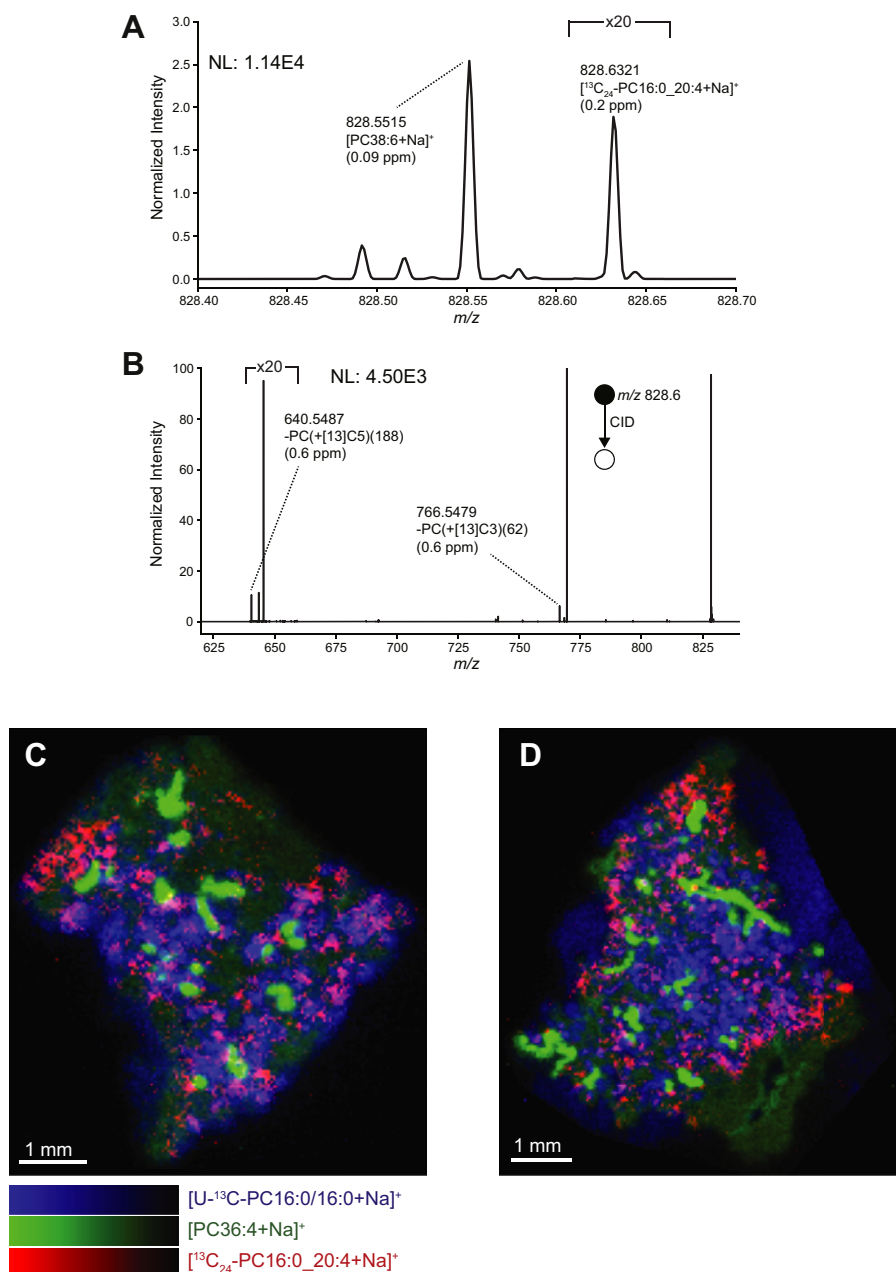 A
x20
NL: 1.14E4
828.6321
[¹³C₂₄-PC16:0_20:4+Na]⁺
(0.2 ppm)
828.5515
[PC38:6+Na]⁺
(0.09 ppm)
Normalized Intensity
3.0
2.5
2.0
1.5
1.0
0.5
0.0
828.40 828.45 828.50 828.55 828.60 828.65 828.70
m/z
B
x20
NL: 4.50E3
640.5487
-PC(+[13]C5)(188)
(0.6 ppm)
m/z 828.6
CID
766.5479
-PC(+[13]C3)(62)
(0.6 ppm)
Normalized Intensity
100
80
60
40
20
0
625 650 675 700 725 750 775 800 825
m/z
C
1 mm
D
1 mm
[U-¹³C-PC16:0/16:0+Na]⁺
[PC36:4+Na]⁺
[¹³C₂₄-PC16:0_20:4+Na]⁺